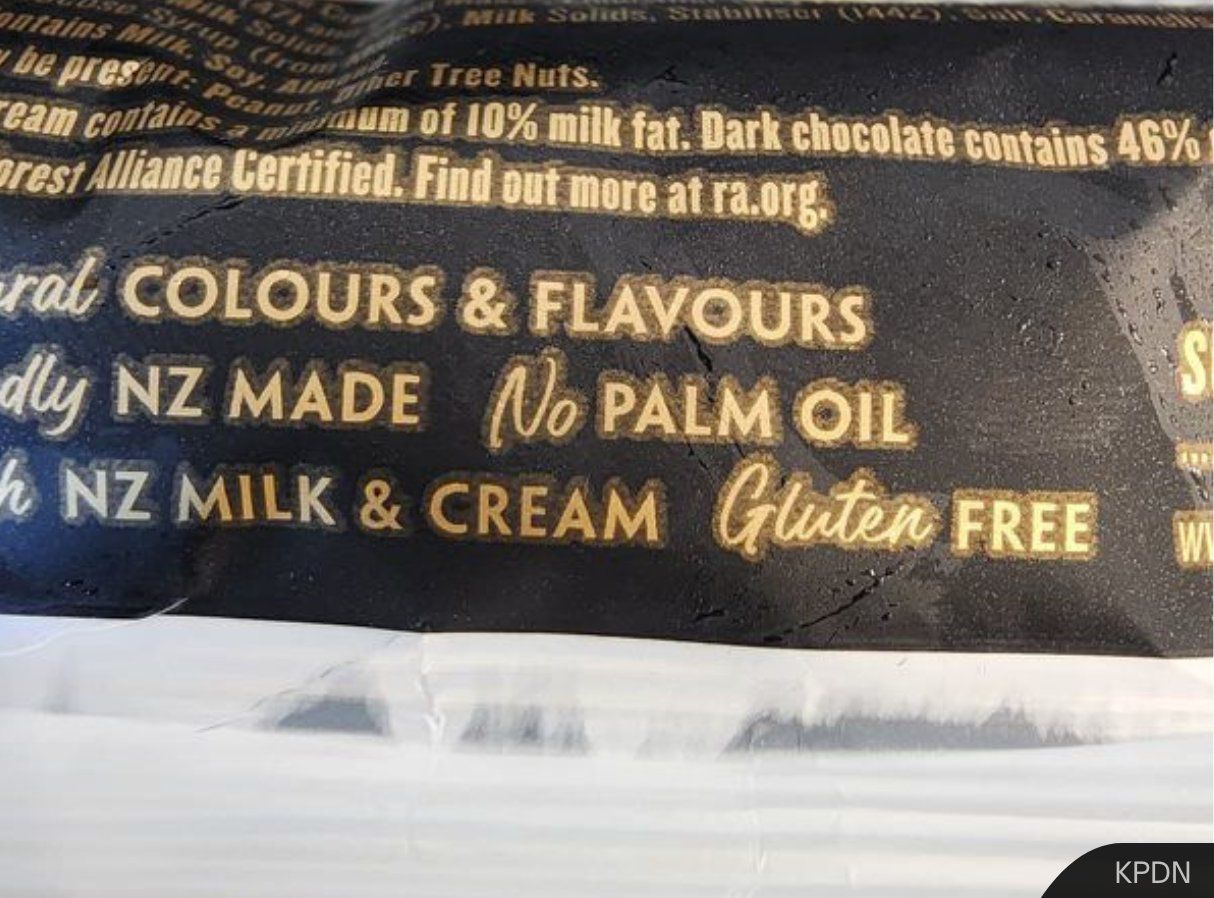 Milk Solids, Stabiliser (1442), Salt, Caramelis
Syrup (from
ontains Milk, Soy,
be present: Peanut, Other Tree Nuts.
ream contains a minimum of 10% milk fat. Dark chocolate contains 46%
orest Alliance Certified. Find out more at ra.org.
ral COLOURS & FLAVOURS
dly NZ MADE No PALM OIL
h NZ MILK & CREAM Gluten FREE
KPDN